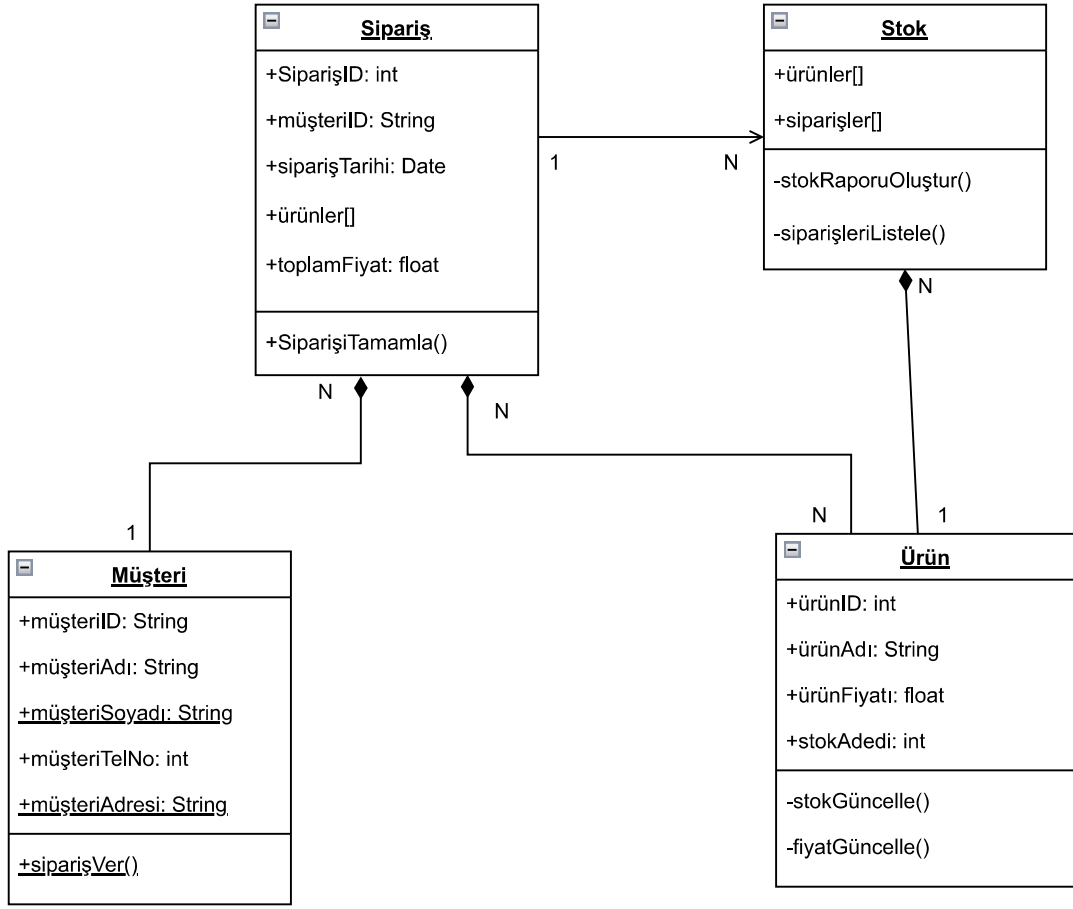 Sipariş
+SiparişID: int
+müşteriID: String
+siparişTarihi: Date
+ürünler[]
+toplamFiyat: float
+SiparişiTamamla()
Stok
+ürünler[]
+siparişler[]
-stokRaporuOluştur()
-siparişleriListele()
1
N
N
N
N
1
N
1
Müşteri
+müşteriID: String
+müşteriAdı: String
+müşteriSoyadı: String
+müşteriTelNo: int
+müşteriAdresi: String
+siparişVer()
Ürün
+ürünID: int
+ürünAdı: String
+ürünFiyatı: float
+stokAdedi: int
-stokGüncelle()
-fiyatGüncelle()